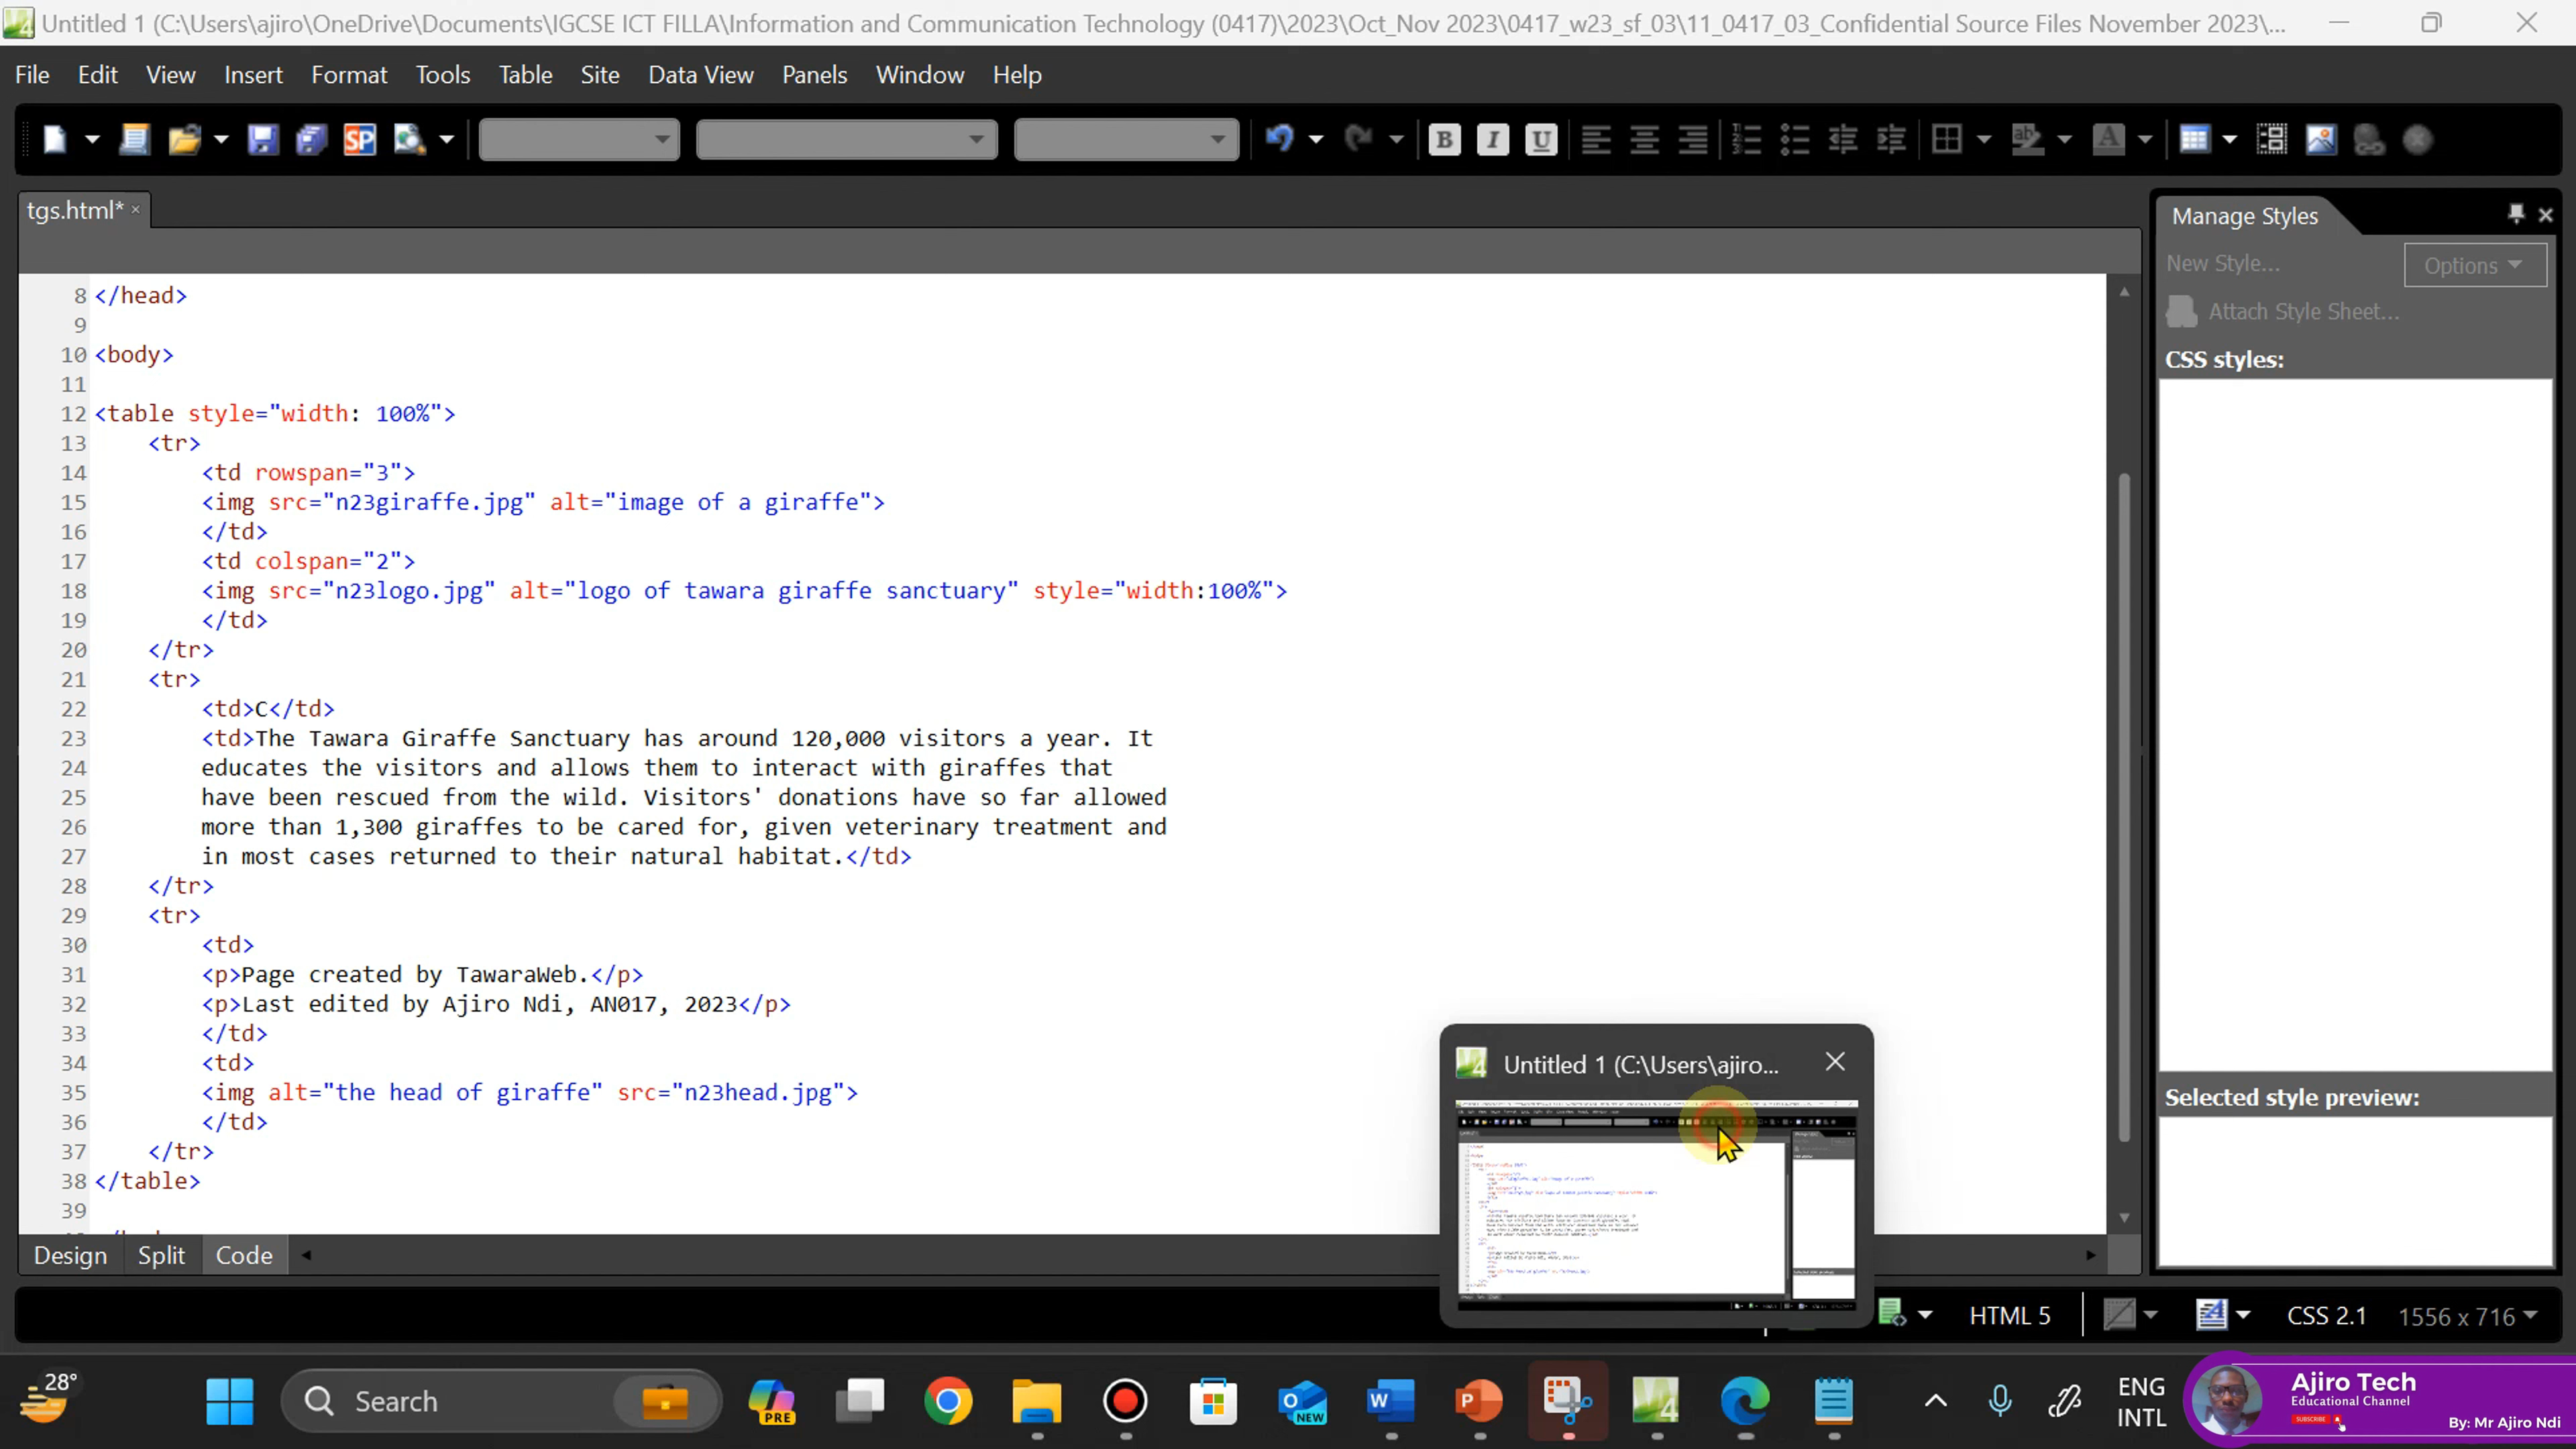 Untitled 1 (C:\Users\ajiro\OneDrive\Documents\IGCSE ICT FILLA\Information and Communication Technology (0417)\2023\Oct_Nov 2023\0417_w23_sf_03\11_0417_03_Confidential Source Files November 2023\...
File Edit View Insert Format Tools Table Site Data View Panels Window Help
tgs.html*
Manage Styles
New Style...
Options
Attach Style Sheet...
CSS styles:
8 </head>
9
10 <body>
11
12 <table style="width: 100%">
13 <tr>
14 <td rowspan="3">
15 <img src="n23giraffe.jpg" alt="image of a giraffe">
16 </td>
17 <td colspan="2">
18 <img src="n23logo.jpg" alt="logo of tawara giraffe sanctuary" style="width:100%">
19 </td>
20 </tr>
21 <tr>
22 <td>C</td>
23 <td>The Tawara Giraffe Sanctuary has around 120,000 visitors a year. It
24 educates the visitors and allows them to interact with giraffes that
25 have been rescued from the wild. Visitors' donations have so far allowed
26 more than 1,300 giraffes to be cared for, given veterinary treatment and
27 in most cases returned to their natural habitat.</td>
28 </tr>
29 <tr>
30 <td>
31 <p>Page created by TawaraWeb.</p>
32 <p>Last edited by Ajiro Ndi, AN017, 2023</p>
33 </td>
34 <td>
35 <img alt="the head of giraffe" src="n23head.jpg">
36 </td>
37 </tr>
38 </table>
39
Untitled 1 (C:\Users\ajiro...
Selected style preview:
Design Split Code
HTML 5 CSS 2.1 1556 x 716
28°
Search
PRE
NEW
ENG
INTL
Ajiro Tech
Educational Channel
SUBSCRIBE
By: Mr Ajiro Ndi